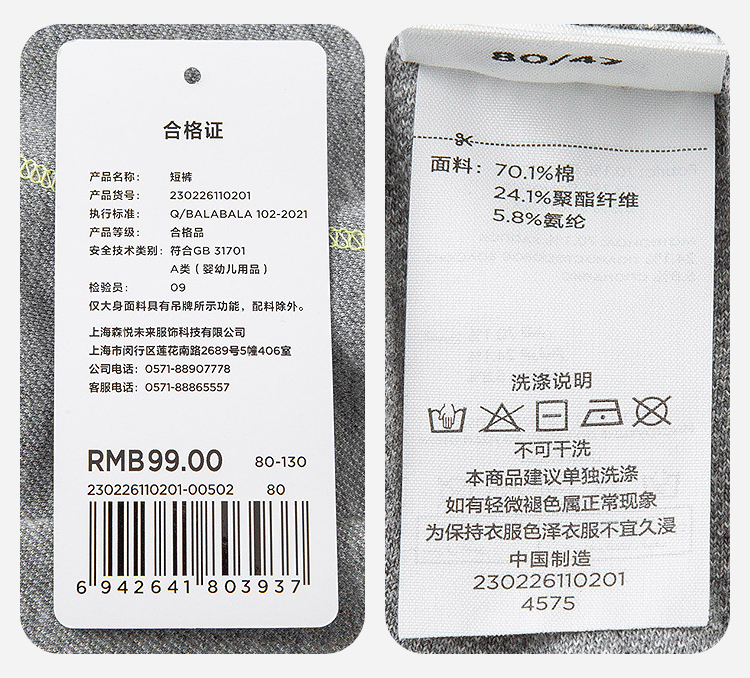 合格证
产品名称： 短裤
产品货号： 230226110201
执行标准： Q/BALABALA 102-2021
产品等级： 合格品
安全技术类别： 符合GB 31701
A类（婴幼儿用品）
检验员： 09
仅大身面料具有吊牌所示功能，配料除外。
上海森悦未来服饰科技有限公司
上海市闵行区莲花南路2689号5幢406室
公司电话： 0571-88907778
客服电话： 0571-88865557
RMB99.00 80-130
230226110201-00502 80
6 942641 803937
80/47
面料： 70.1%棉
24.1%聚酯纤维
5.8%氨纶
洗涤说明
不可干洗
本商品建议单独洗涤
如有轻微褪色属正常现象
为保持衣服色泽衣服不宜久浸
中国制造
230226110201
4575